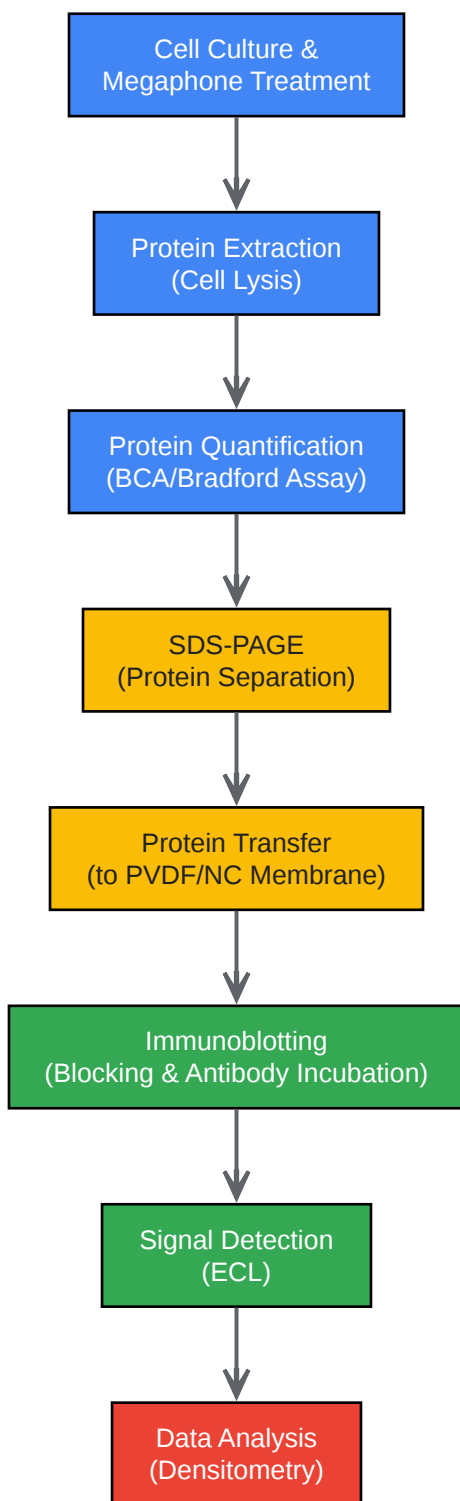 Cell Culture &
Megaphone Treatment
Protein Extraction
(Cell Lysis)
Protein Quantification
(BCA/Bradford Assay)
SDS-PAGE
(Protein Separation)
Protein Transfer
(to PVDF/NC Membrane)
Immunoblotting
(Blocking & Antibody Incubation)
Signal Detection
(ECL)
Data Analysis
(Densitometry)